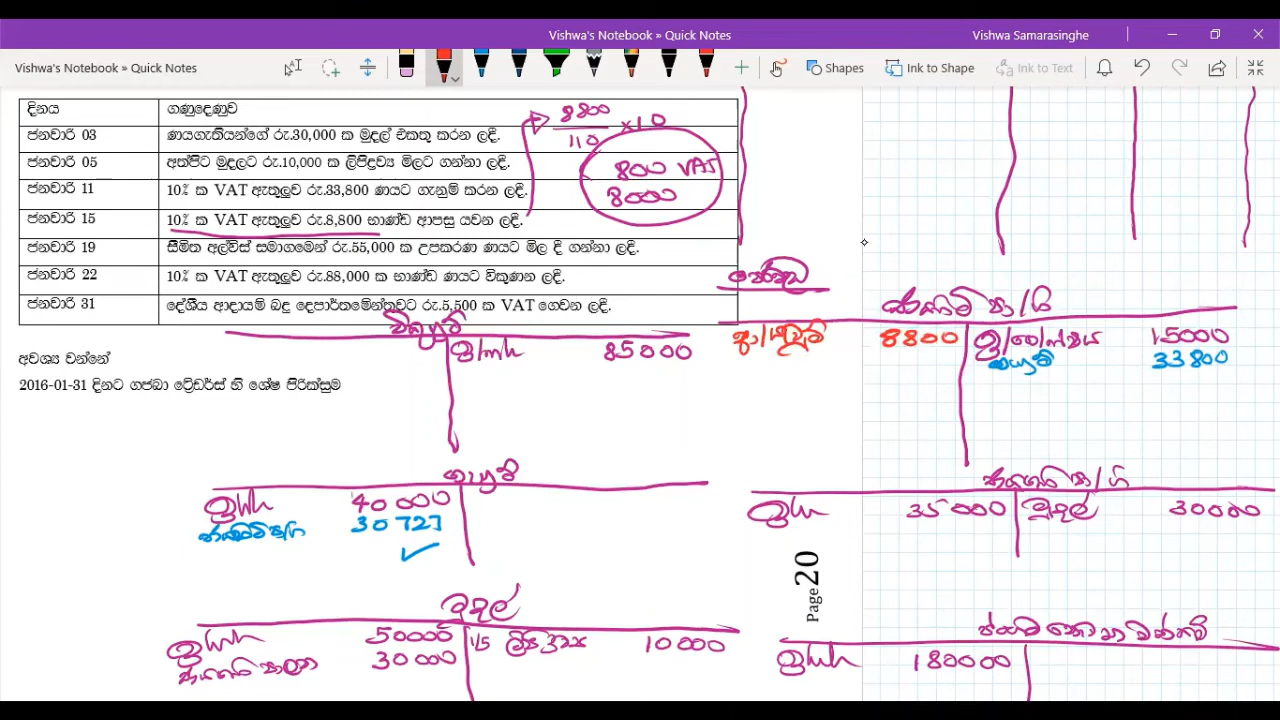 Vishwa's Notebook » Quick Notes
Vishwa Samarasinghe
Vishwa's Notebook » Quick Notes
Shapes
Ink to Shape
Ink to Text
දිනය ගණුදෙණුව
ජනවාරි 03 ණයගැතියන්ගේ රු.30,000 ක මුදල් එකතු කරන ලදී.
ජනවාරි 05 අත්පිට මුදලට රු.10,000 ක ලිපිද්‍රව්‍ය මිලට ගන්නා ලදී.
ජනවාරි 11 10% ක VAT ඇතුලුව රු.33,800 ණයට ගැනුම් කරන ලදී.
ජනවාරි 15 10% ක VAT ඇතුලුව රු.8,800 භාණ්ඩ ආපසු යවන ලදී.
ජනවාරි 19 සීමිත අල්විස් සමාගමෙන් රු.55,000 ක උපකරණ ණයට මිල දී ගන්නා ලදී.
ජනවාරි 22 10% ක VAT ඇතුලුව රු.88,000 ක භාණ්ඩ ණයට විකුණන ලදී.
ජනවාරි 31 දේශීය ආදායම් බදු දෙපාර්තමේන්තුවට රු.5,500 ක VAT ගෙවන ලදී.
8800
110
×10
800 VAT
8000
අවශ්‍ය වන්නේ
2016-01-31 දිනට ගජබා ට්‍රේඩර්ස් හි ශේෂ පිරික්සුම
විකුණුම්
ඉ/ශේෂ 85000
8800 15000
33800
ගැනුම්
40000
30727
35000 මුදල් 30000
Page 20
මුදල්
50000 1/5 10000
30000
180000